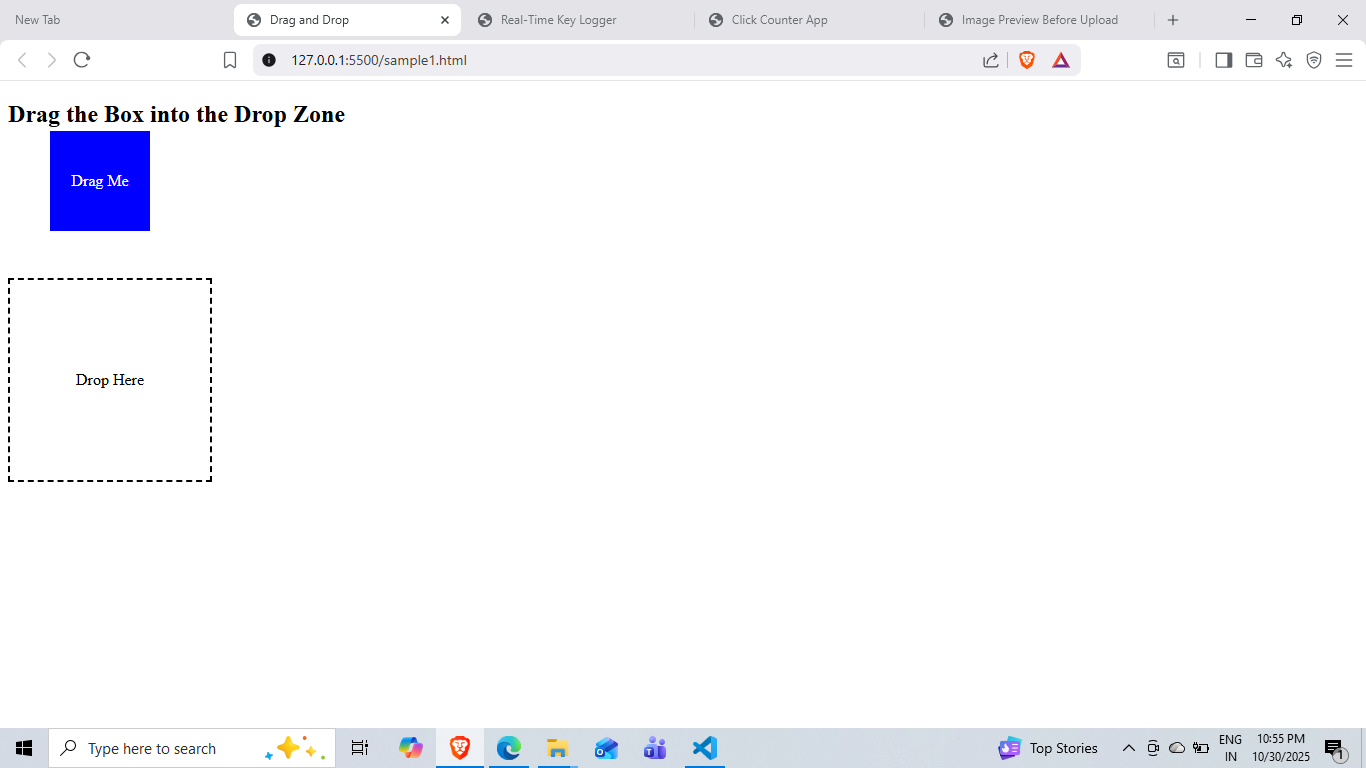 New Tab
Drag and Drop
Real-Time Key Logger
Click Counter App
Image Preview Before Upload
127.0.0.1:5500/sample1.html
Drag the Box into the Drop Zone
Drag Me
Drop Here
Type here to search
Top Stories
ENG
IN
10:55 PM
10/30/2025
1